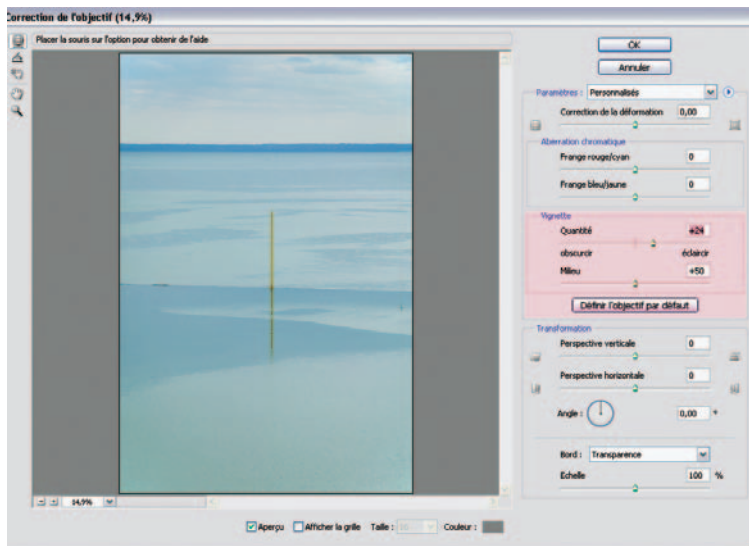 Correction de l'objectif (14,9%)
Placer la souris sur l'option pour obtenir de l'aide
OK
Annuler
Paramètres : Personnalisés
Correction de la déformation 0,00
Aberration chromatique
Frange rouge/cyan 0
Frange bleu/jaune 0
Vignette
Quantité +24
obscurcir éclaircir
Milieu +50
Définir l'objectif par défaut
Transformation
Perspective verticale 0
Perspective horizontale 0
Angle : 0,00 °
Bord : Transparence
Echelle 100 %
14,9%
Aperçu Afficher la grille Taille : Couleur :